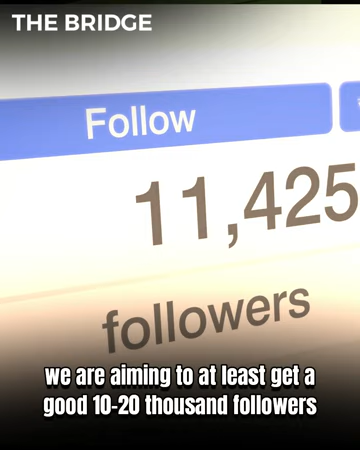 THE BRIDGE
Follow
11,425
followers
we are aiming to at least get a
good 10-20 thousand followers